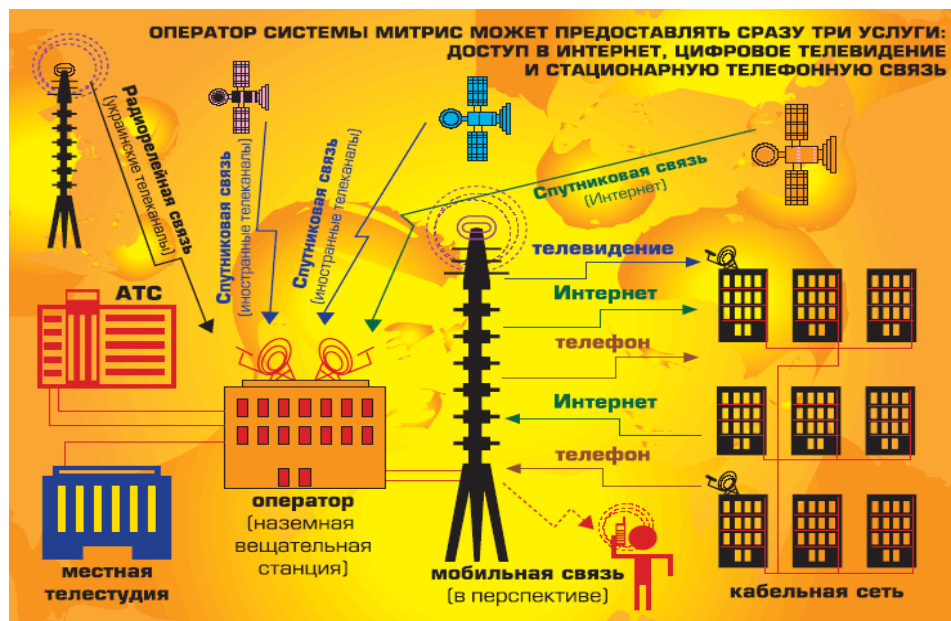 ОПЕРАТОР СИСТЕМЫ МИТРИС МОЖЕТ ПРЕДОСТАВЛЯТЬ СРАЗУ ТРИ УСЛУГИ:
ДОСТУП В ИНТЕРНЕТ, ЦИФРОВОЕ ТЕЛЕВИДЕНИЕ
И СТАЦИОНАРНУЮ ТЕЛЕФОННУЮ СВЯЗЬ
Радиорелейная связь
(украинские телеканалы)
Спутниковая связь
(иностранные телеканалы)
Спутниковая связь
(иностранные телеканалы)
Спутниковая связь
(Интернет)
телевидение
Интернет
телефон
Интернет
телефон
АТС
оператор
(наземная
вещательная
станция)
местная
телестудия
мобильная связь
(в перспективе)
кабельная сеть